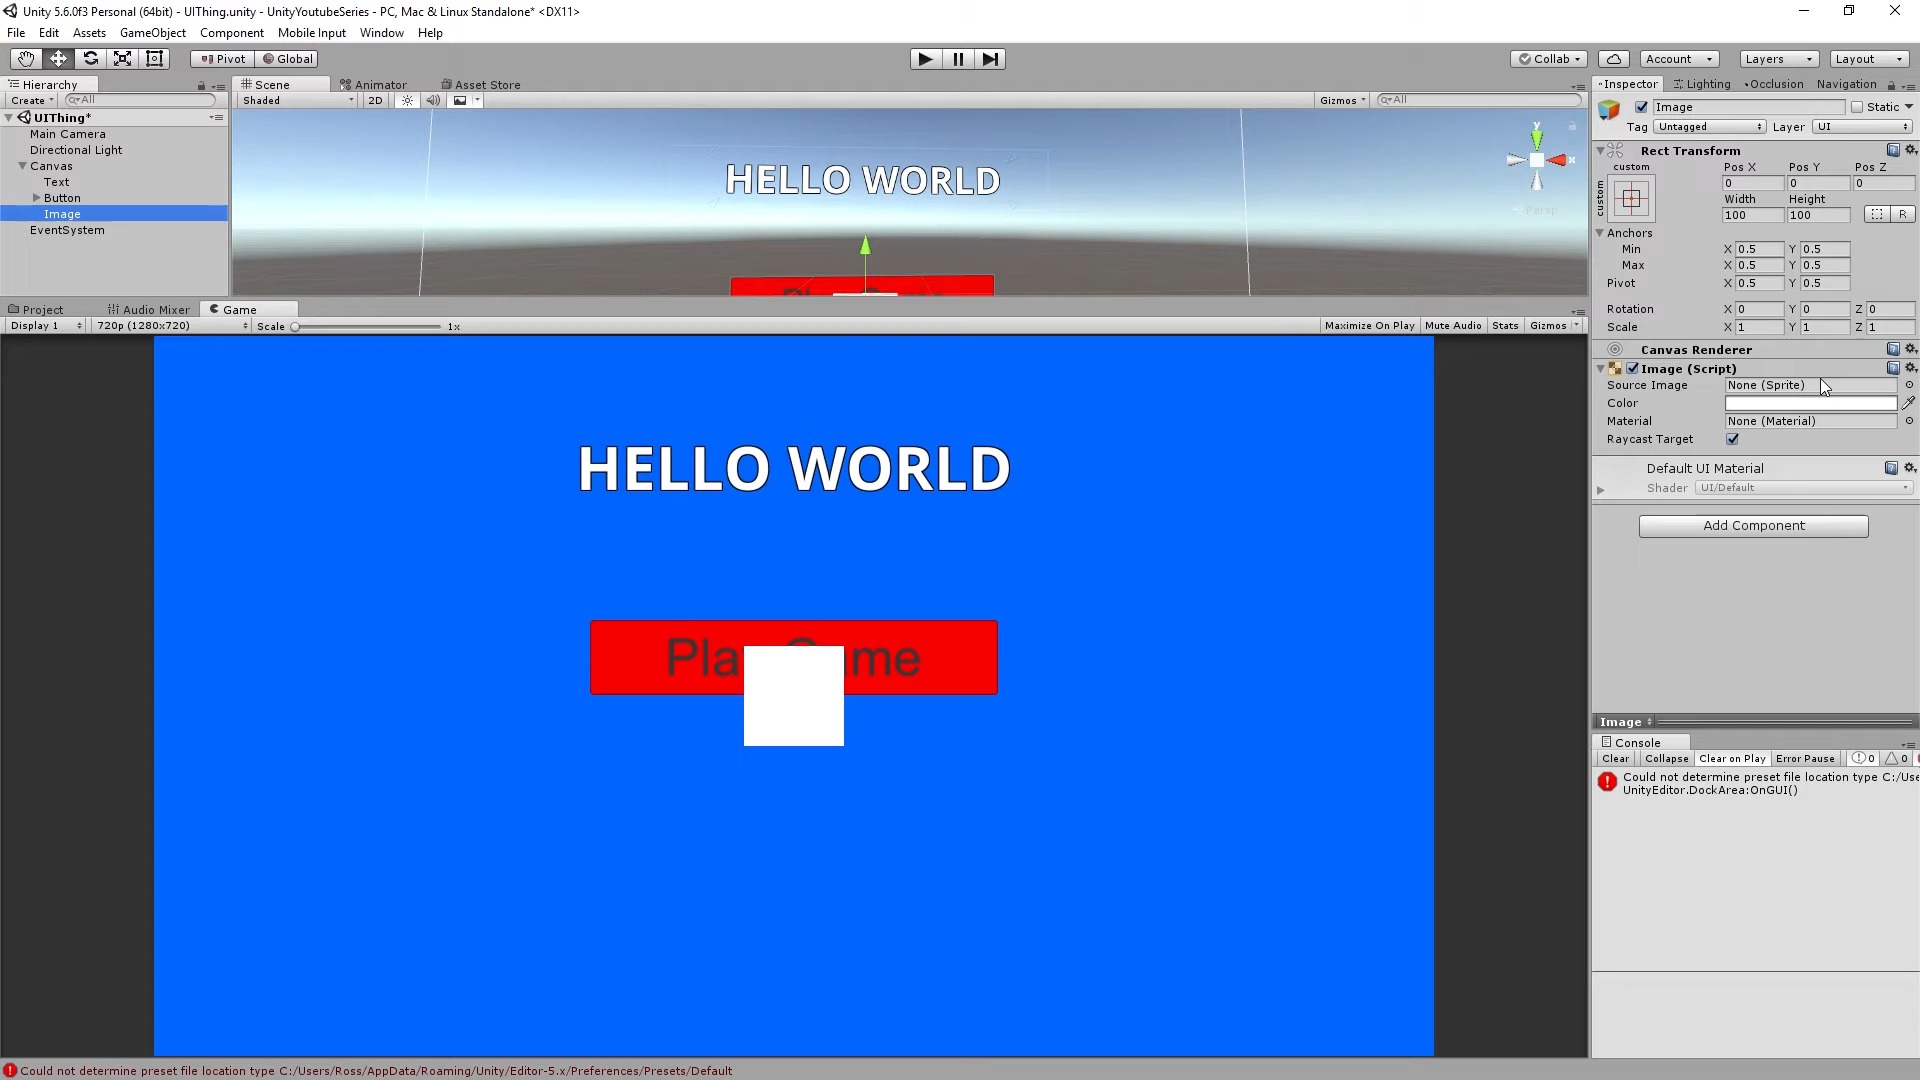 Unity 5.6.0f3 Personal (64bit) - UIThing.unity - UnityYoutubeSeries - PC, Mac & Linux Standalone* <DX11>
File Edit Assets GameObject Component Mobile Input Window Help
Pivot Global Collab Account Layers Layout
Hierarchy Scene Animator Asset Store Inspector Lighting Occlusion Navigation
Create All Shaded 2D Gizmos All
Image Static
UIThing*
Tag Untagged Layer UI
Main Camera
Directional Light
Canvas
Text
Button
Image
EventSystem
HELLO WORLD
y
x
Persp
Rect Transform
custom Pos X Pos Y Pos Z
custom
0 0 0
Width Height
100 100 R
Anchors
Min X 0.5 Y 0.5
Max X 0.5 Y 0.5
Pivot X 0.5 Y 0.5
Rotation X 0 Y 0 Z 0
Scale X 1 Y 1 Z 1
Canvas Renderer
Image (Script)
Source Image None (Sprite)
Color
Material None (Material)
Raycast Target
Default UI Material
Shader UI/Default
Add Component
Project Audio Mixer Game
Display 1 720p (1280x720) Scale 1x Maximize On Play Mute Audio Stats Gizmos
HELLO WORLD
Pla ame
Image
Console
Clear Collapse Clear on Play Error Pause 0 0
Could not determine preset file location type C:/Use
UnityEditor.DockArea:OnGUI()
Could not determine preset file location type C:/Users/Ross/AppData/Roaming/Unity/Editor-5.x/Preferences/Presets/Default